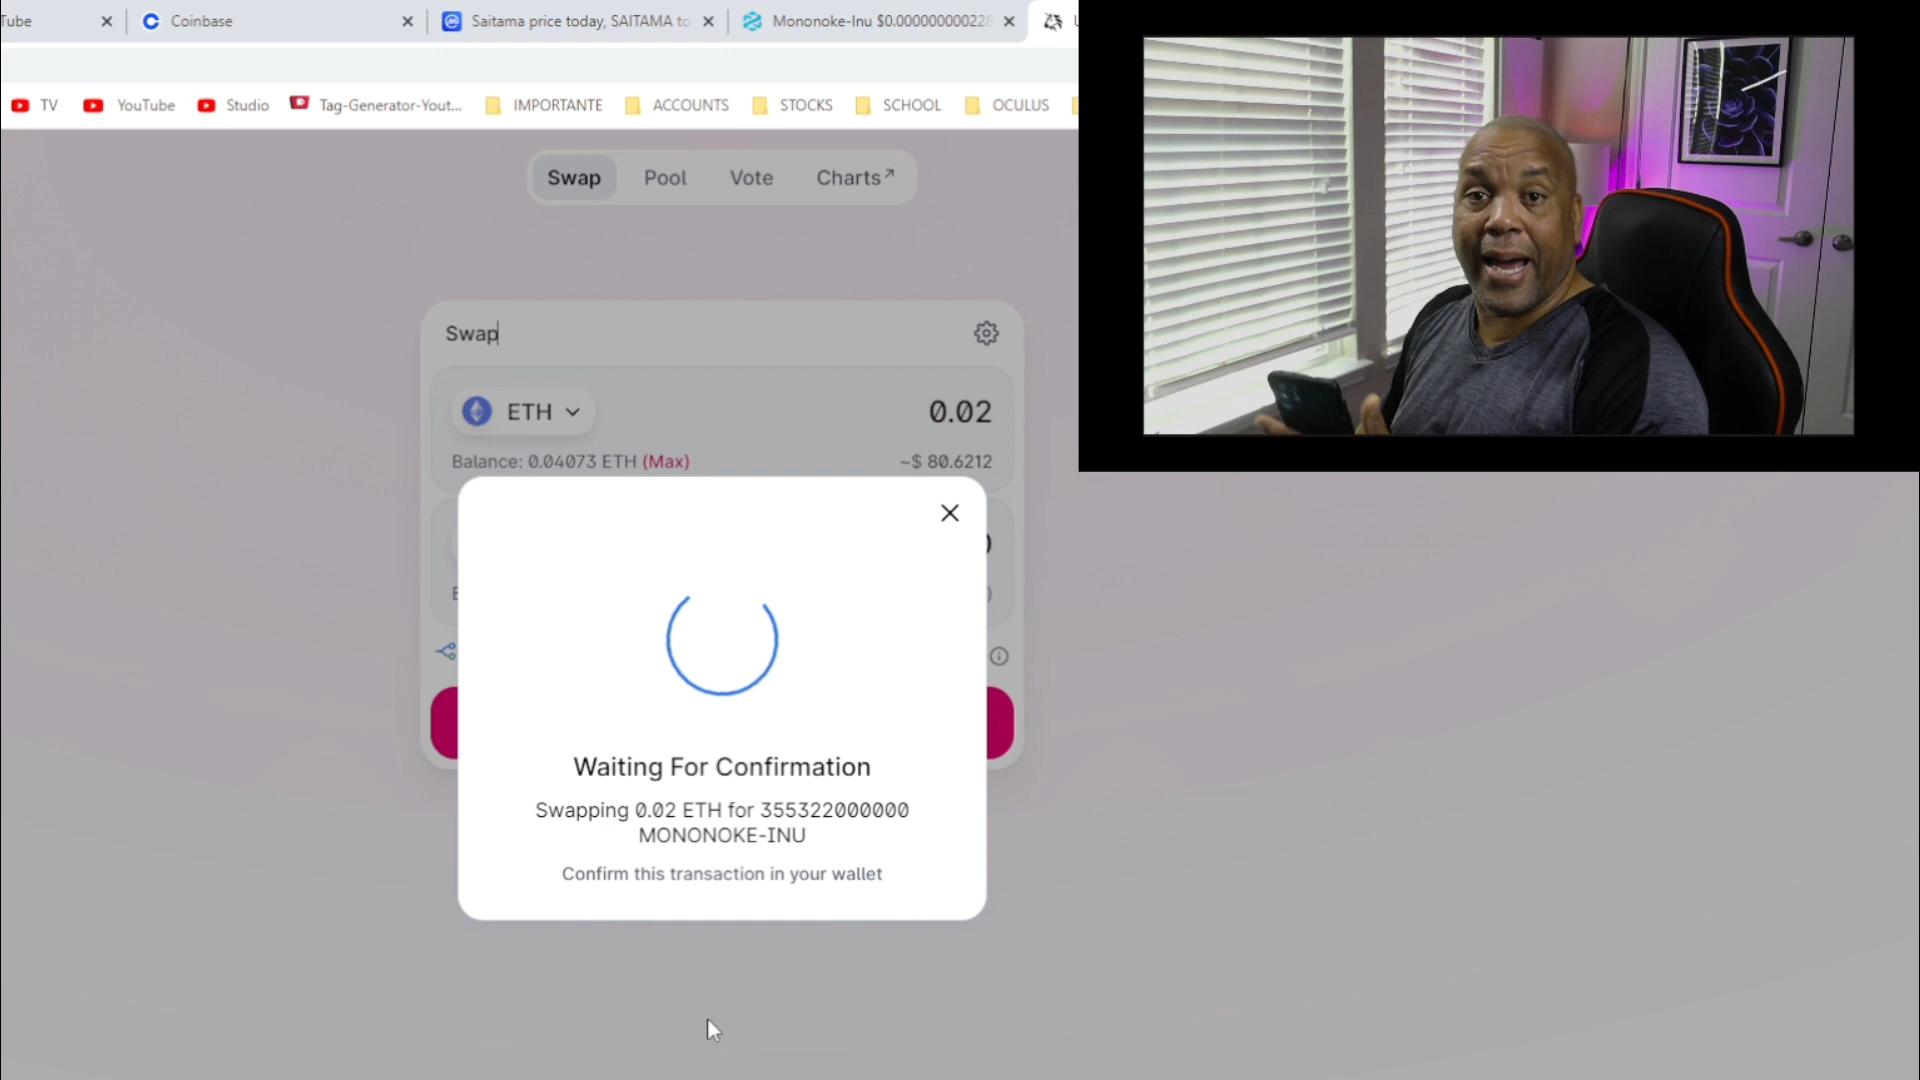 Tube
Coinbase
Saitama price today, SAITAMA to
Mononoke-Inu $0.000000000228
TV
YouTube
Studio
Tag-Generator-Yout...
IMPORTANTE
ACCOUNTS
STOCKS
SCHOOL
OCULUS
Swap
Pool
Vote
Charts↗
Swap
ETH
0.02
Balance: 0.04073 ETH (Max)
~$ 80.6212
Waiting For Confirmation
Swapping 0.02 ETH for 355322000000
MONONOKE-INU
Confirm this transaction in your wallet